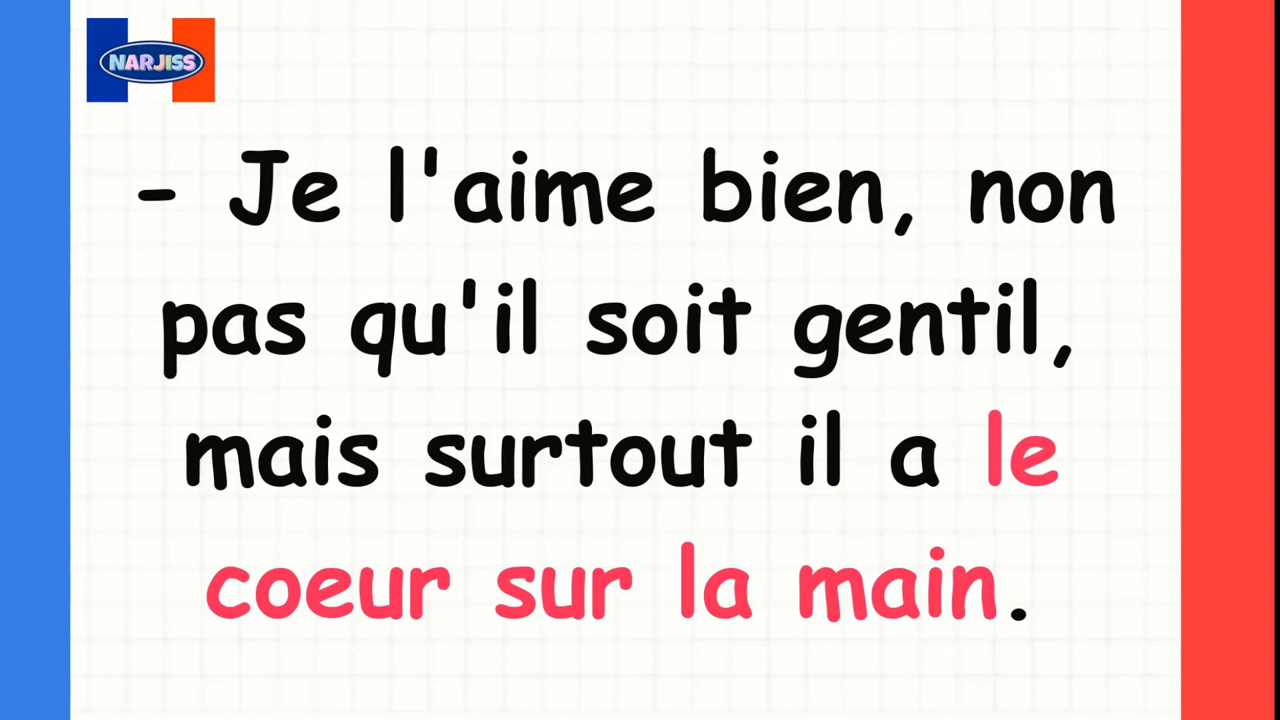 NARJISS
- Je l'aime bien, non
pas qu'il soit gentil,
mais surtout il a le
coeur sur la main.